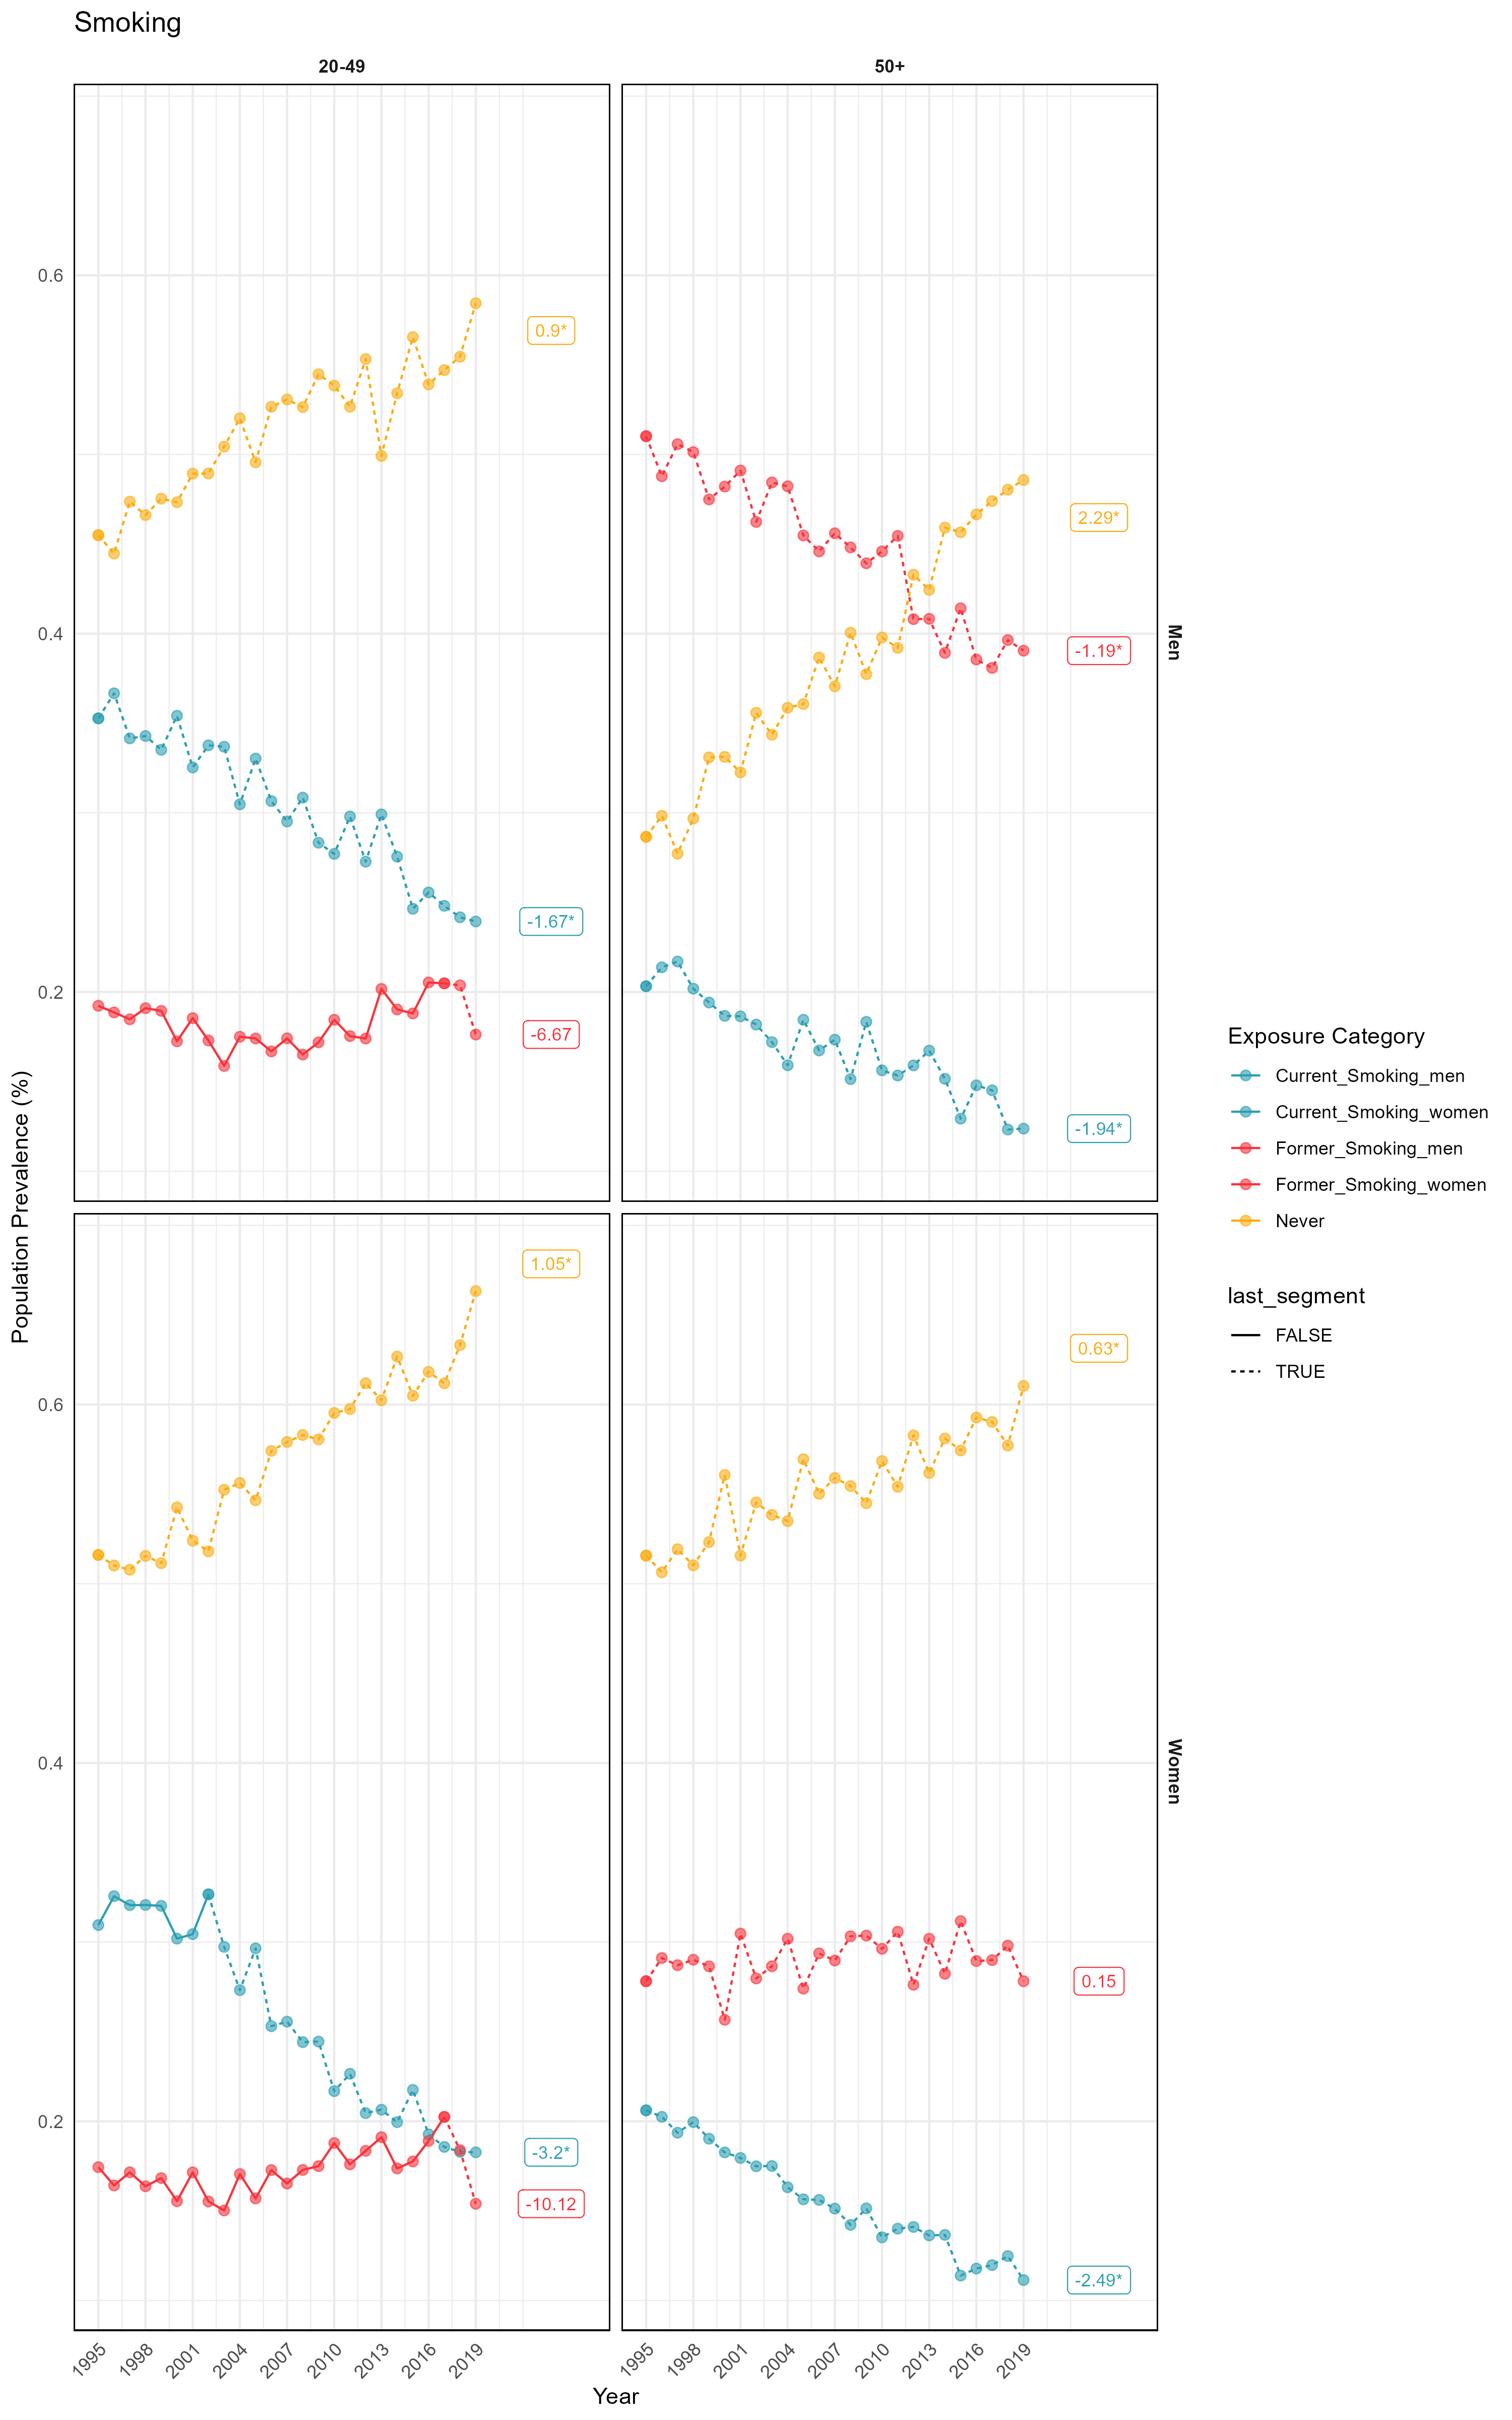 Smoking
20-49
50+
0.6
0.4
0.2
0.9*
-1.67*
-6.67
2.29*
-1.19*
-1.94*
Men
0.6
0.4
0.2
1.05*
-3.2*
-10.12
0.63*
0.15
-2.49*
Women
Population Prevalence (%)
1995
1998
2001
2004
2007
2010
2013
2016
2019
1995
1998
2001
2004
2007
2010
2013
2016
2019
Year
Exposure Category
Current_Smoking_men
Current_Smoking_women
Former_Smoking_men
Former_Smoking_women
Never
last_segment
FALSE
TRUE